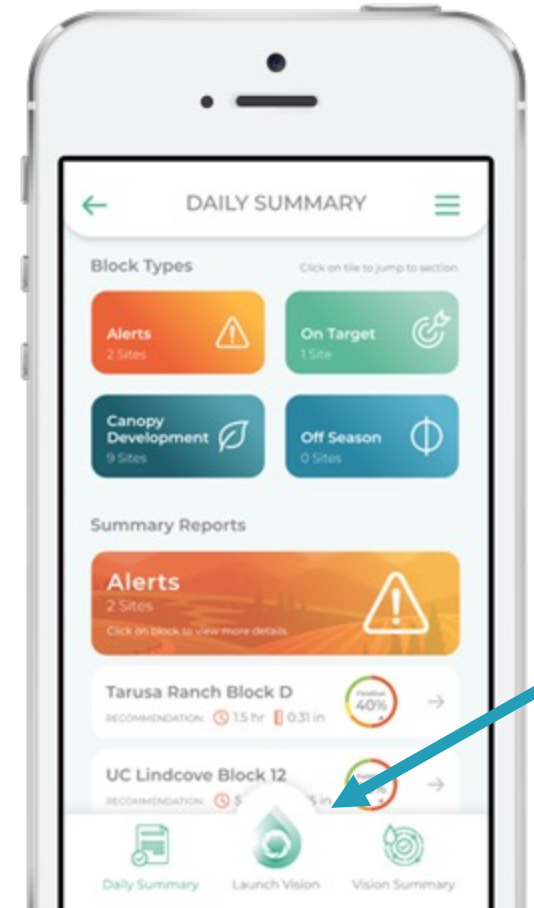 DAILY SUMMARY
Block Types
Click on tile to jump to section.
Alerts
2 Sites
On Target
1 Site
Canopy
Development
9 Sites
Off Season
0 Sites
Summary Reports
Alerts
2 Sites
Click on block to view more details.
Tarusa Ranch Block D
RECOMMENDATION: 1.5 hr 0.31 in
40%
UC Lindcove Block 12
RECOMMENDATION: 5 in
Daily Summary
Launch Vision
Vision Summary